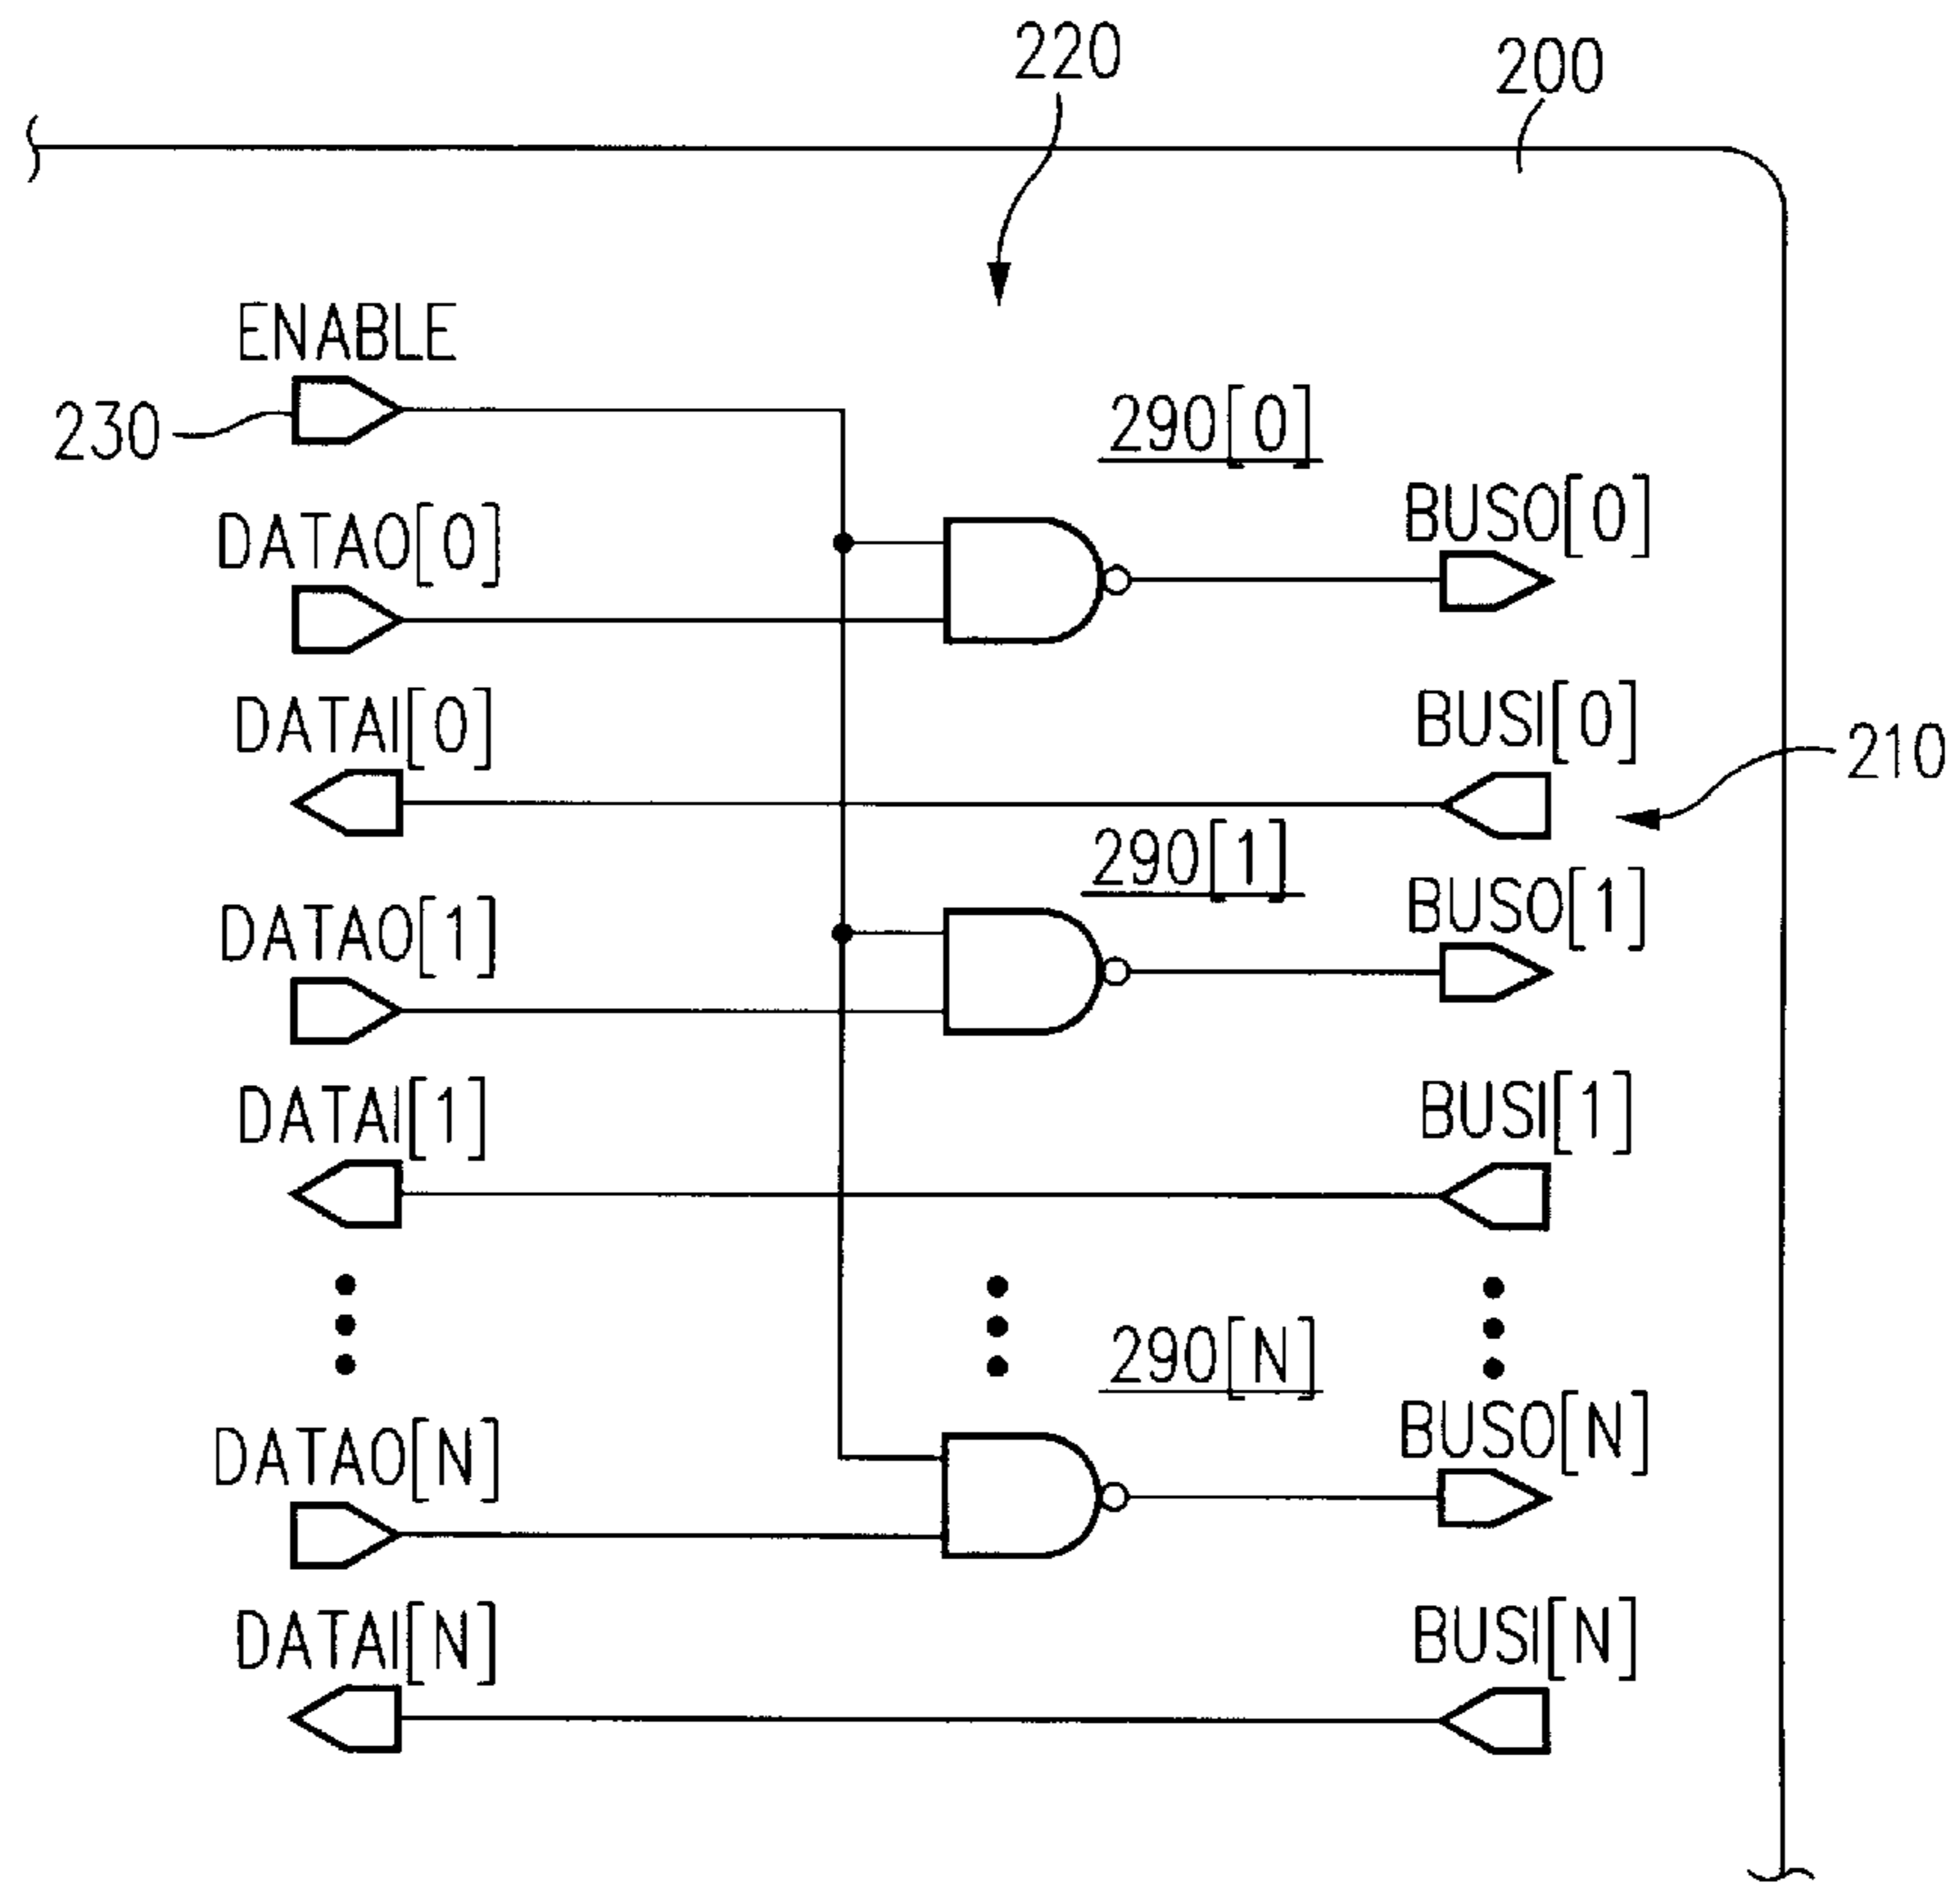 220
200
ENABLE
230
290[0]
DATAO[0]
BUSO[0]
DATAI[0]
BUSI[0]
210
290[1]
DATAO[1]
BUSO[1]
DATAI[1]
BUSI[1]
290[N]
DATAO[N]
BUSO[N]
DATAI[N]
BUSI[N]